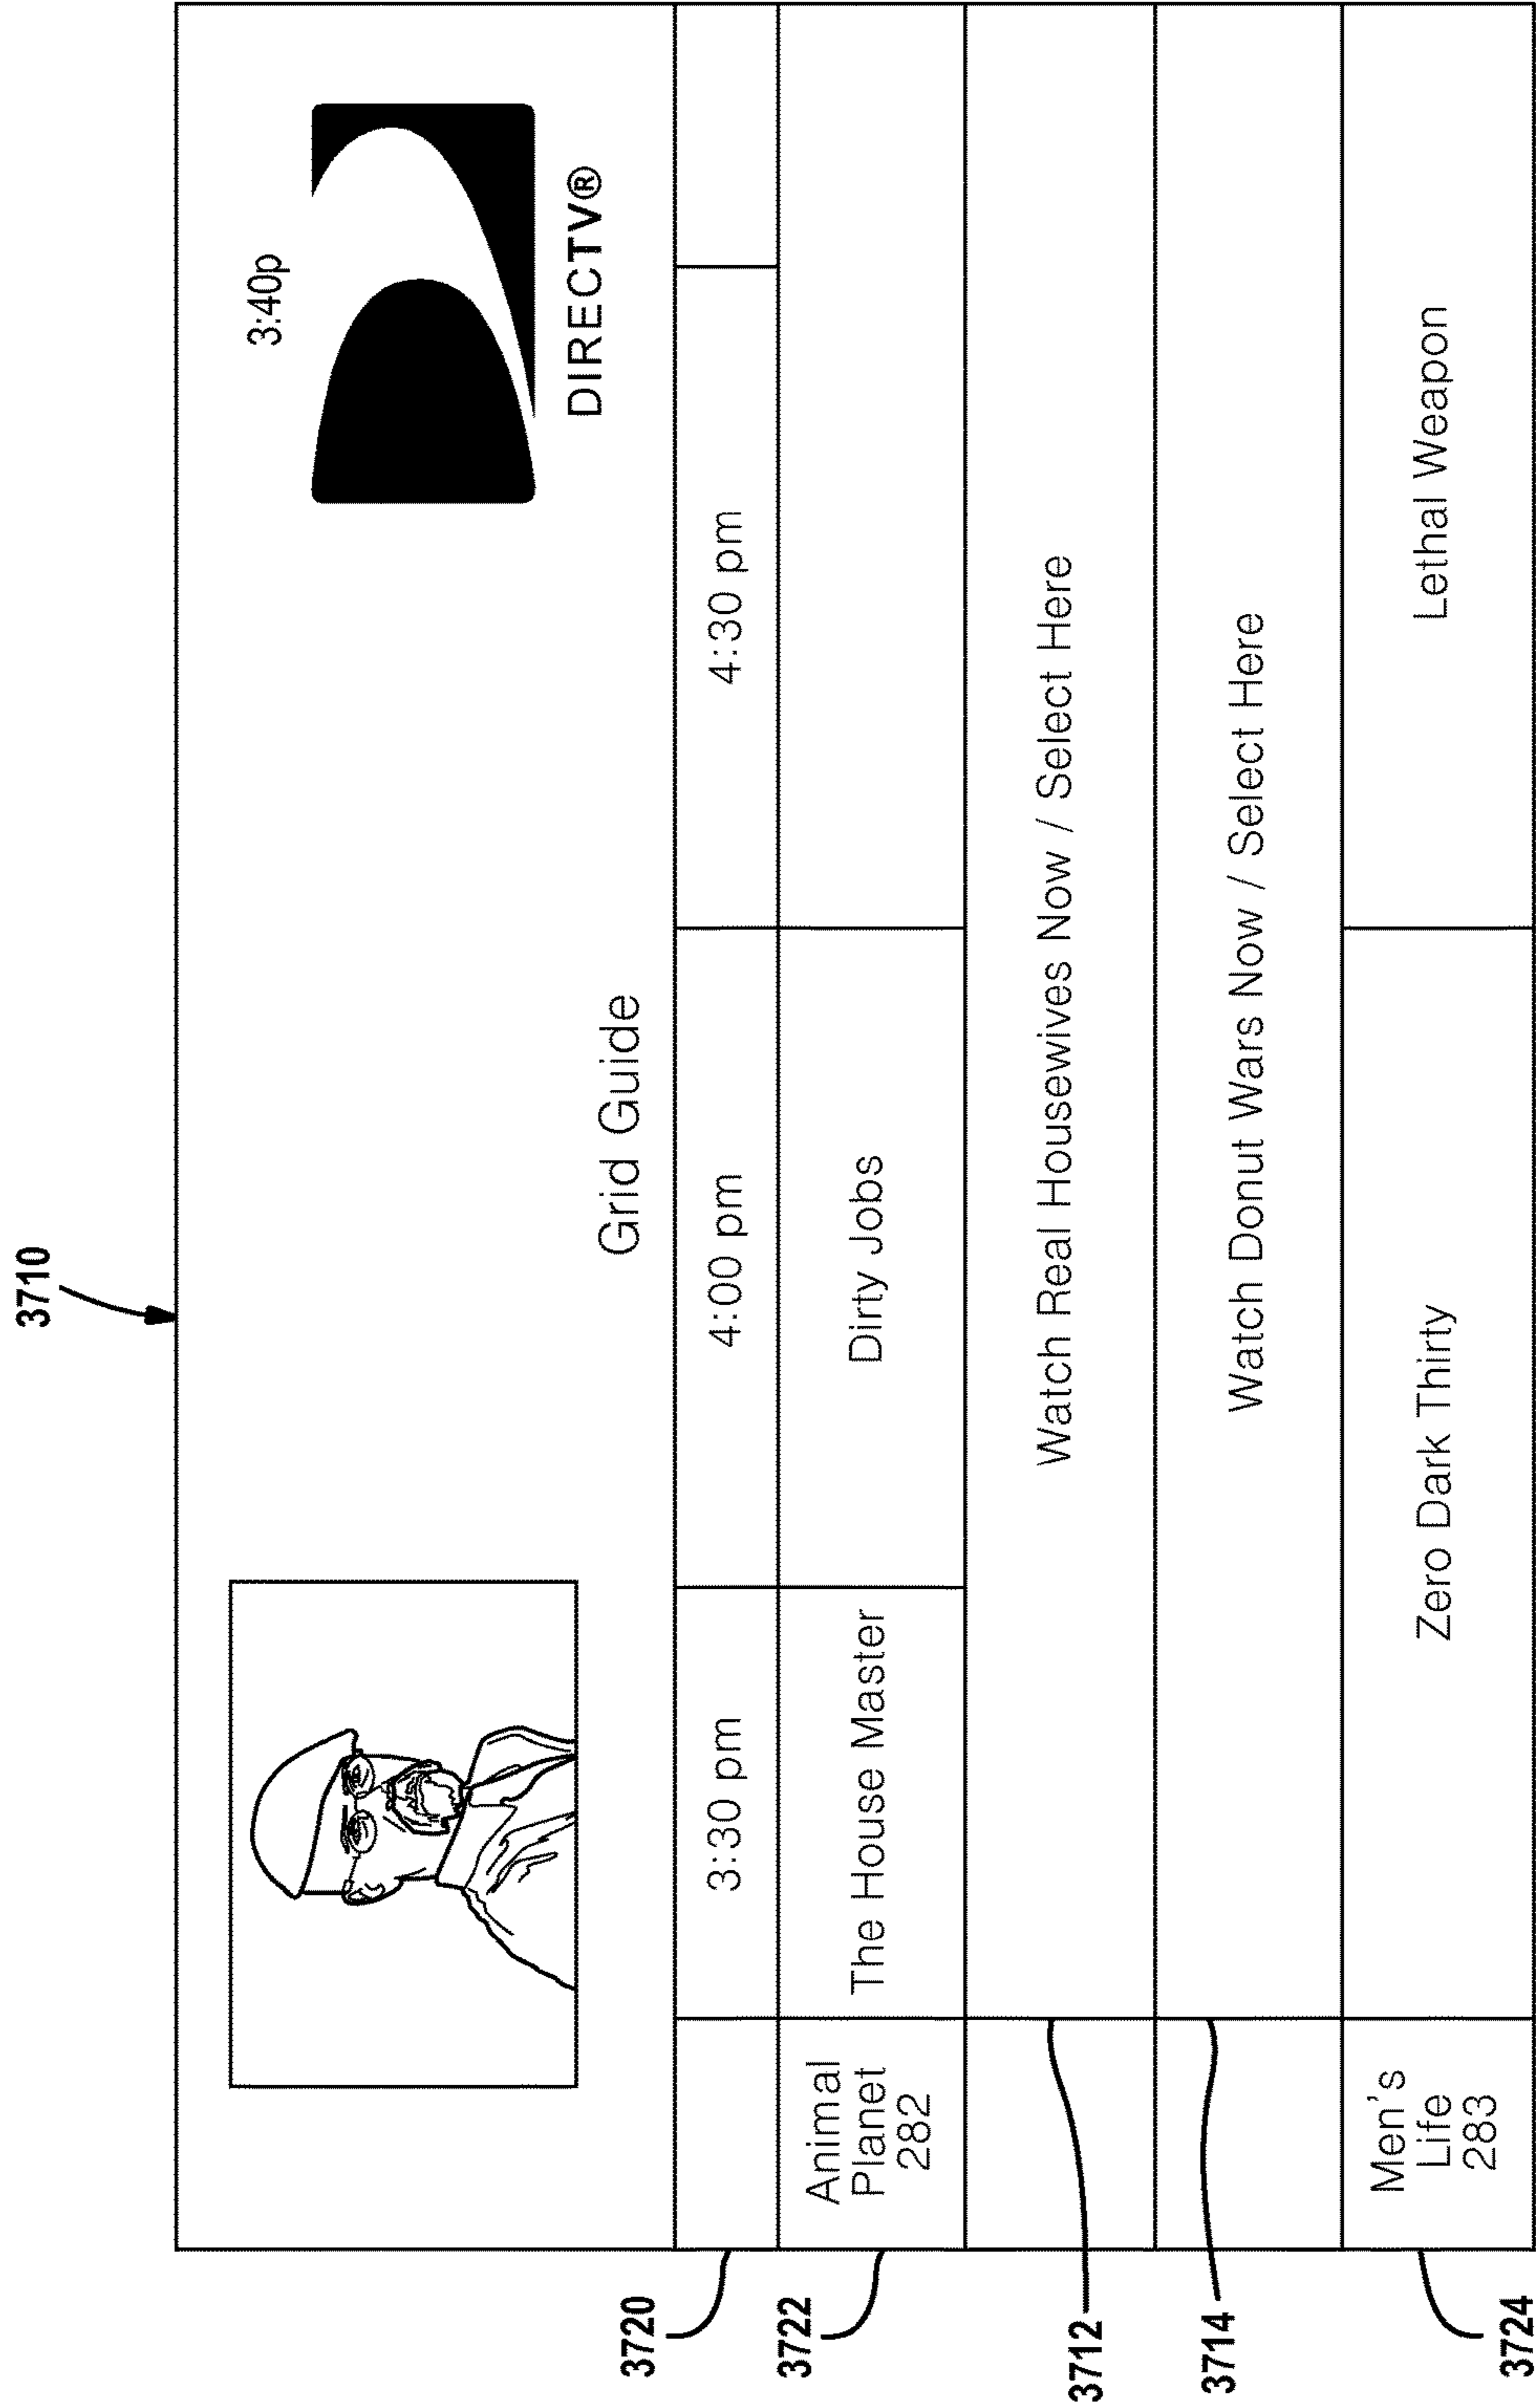 3710
3:40p
DIRECTV®
Grid Guide
3720
3:30 pm
4:00 pm
4:30 pm
3722
Animal
Planet
282
The House Master
Dirty Jobs
3712
Watch Real Housewives Now / Select Here
3714
Watch Donut Wars Now / Select Here
3724
Men's
Life
283
Zero Dark Thirty
Lethal Weapon